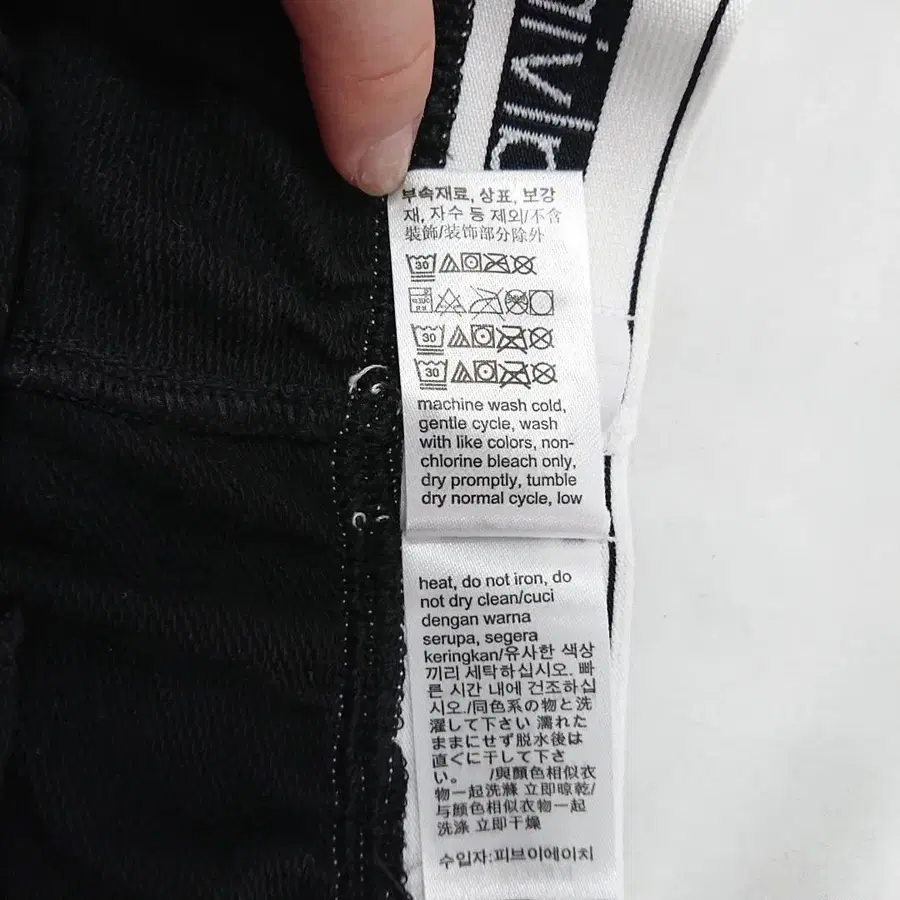 부속재료, 상표, 보강
재, 자수 등 제외/不含
裝飾/装饰部分除外
30
30
30
machine wash cold,
gentle cycle, wash
with like colors, non-
chlorine bleach only,
dry promptly, tumble
dry normal cycle, low
heat, do not iron, do
not dry clean/cuci
dengan warna
serupa, segera
keringkan/유사한 색상
끼리 세탁하십시오. 빠
른 시간 내에 건조하십
시오./同色系の物と洗
濯して下さい 濡れた
ままにせず脱水後は
直ぐに干して下さ
い。 /與顏色相似衣
物一起洗滌 立即晾乾/
与颜色相似衣物一起
洗涤 立即干燥
수입자:피브이에이치